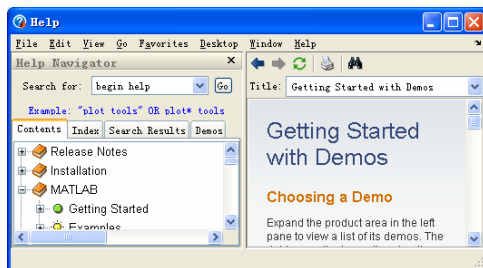 Help
File Edit View Go Favorites Desktop Window Help
Help Navigator
Search for: begin help Go
Example: "plot tools" OR plot* tools
Contents Index Search Results Demos
Release Notes
Installation
MATLAB
Getting Started
Examples
Title: Getting Started with Demos
Getting Started
with Demos
Choosing a Demo
Expand the product area in the left
pane to view a list of its demos. The